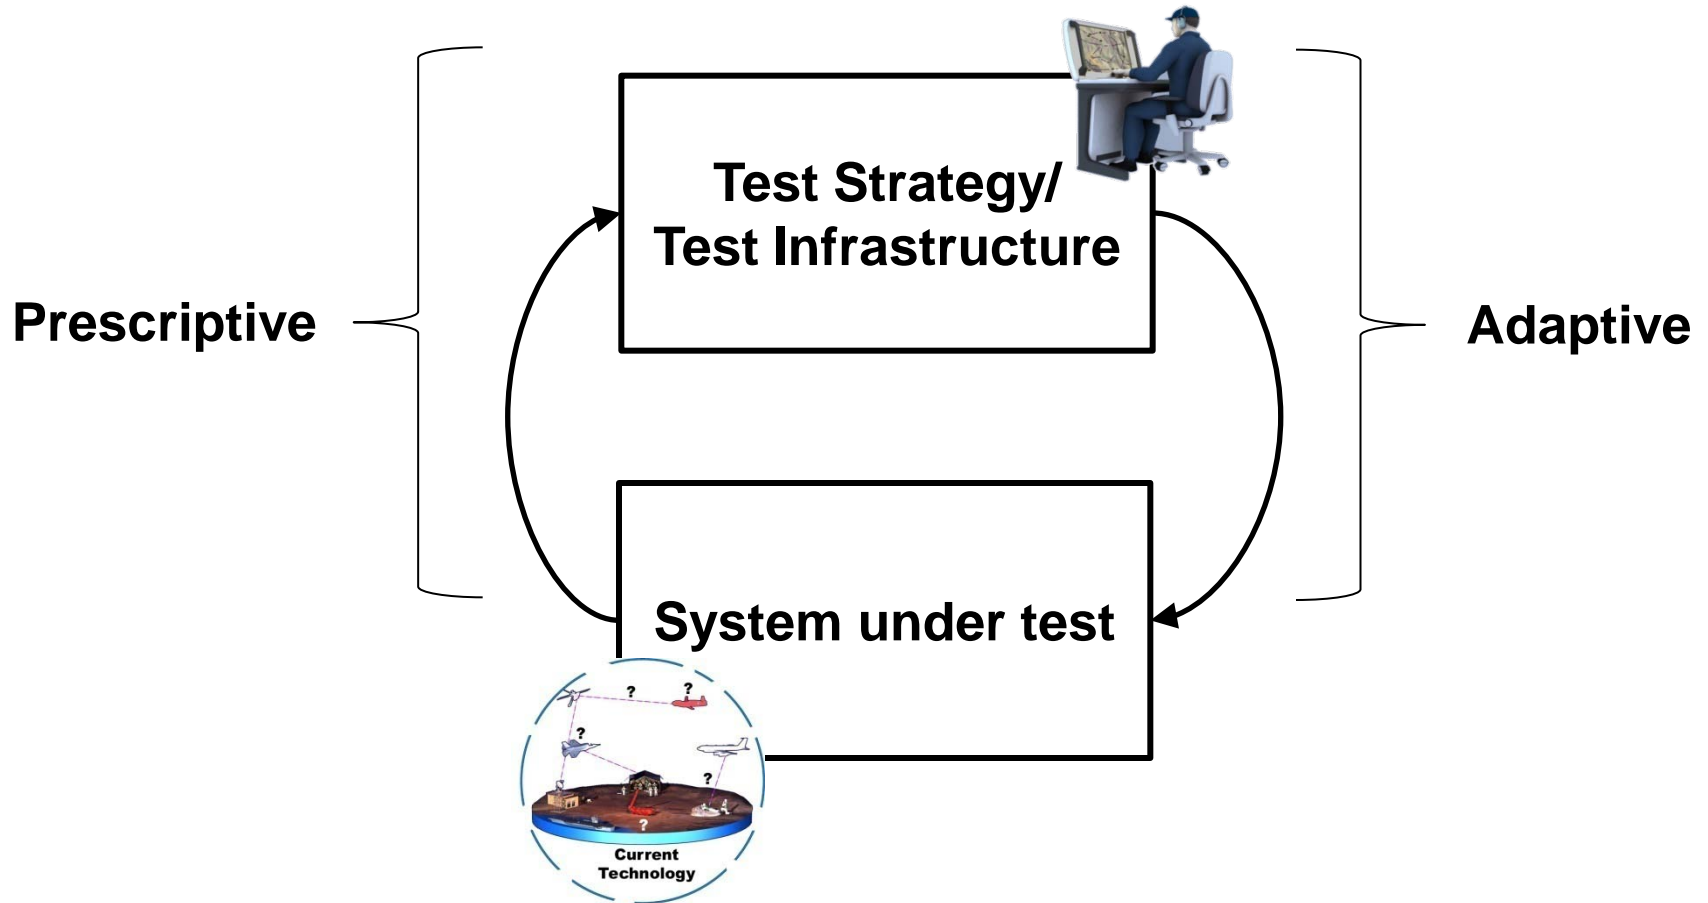 Test Strategy/
Test Infrastructure
Prescriptive
Adaptive
System under test
?
?
?
?
?
Current
Technology